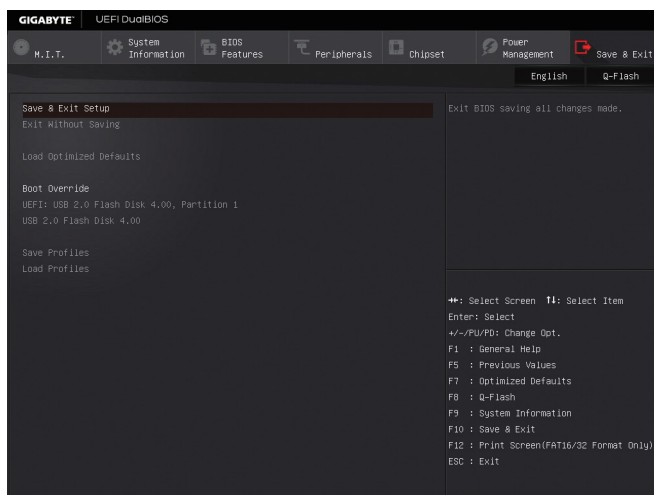 GIGABYTE™ UEFI DualBIOS
M.I.T.
System Information
BIOS Features
Peripherals
Chipset
Power Management
Save & Exit
English
Q-Flash
Save & Exit Setup
Exit Without Saving
Load Optimized Defaults
Boot Override
UEFI: USB 2.0 Flash Disk 4.00, Partition 1
USB 2.0 Flash Disk 4.00
Save Profiles
Load Profiles
Exit BIOS saving all changes made.
→←: Select Screen ↑↓: Select Item
Enter: Select
+/-/PU/PD: Change Opt.
F1 : General Help
F5 : Previous Values
F7 : Optimized Defaults
F8 : Q-Flash
F9 : System Information
F10 : Save & Exit
F12 : Print Screen(FAT16/32 Format Only)
ESC : Exit